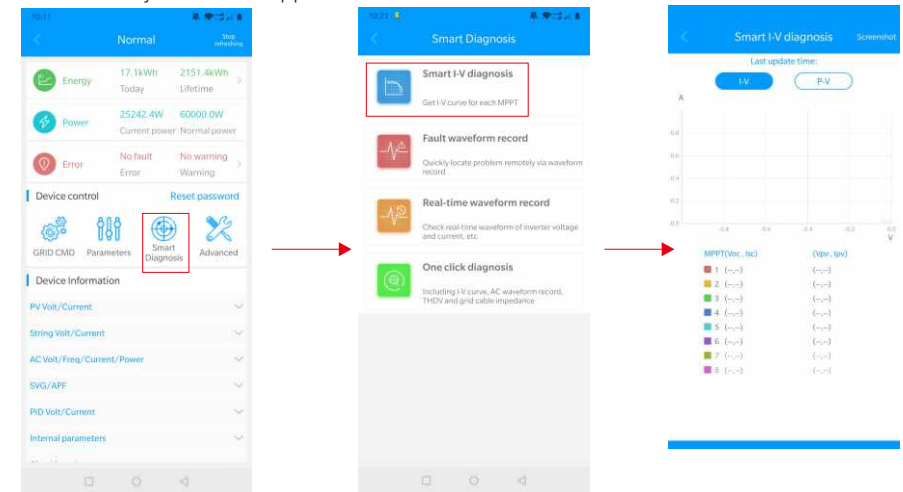 10:11
Normal
Stop
refreshing
Energy
17.1kWh
2151.4kWh
Today
Lifetime
Power
25242.4W
60000.0W
Current power
Normal power
Error
No fault
No warning
Error
Warning
Device control
Reset password
GRID CMD
Parameters
Smart
Diagnosis
Advanced
Device Information
PV Volt/Current
String Volt/Current
AC Volt/Freq/Current/Power
SVG/APF
PID Volt/Current
Internal parameters
10:21
Smart Diagnosis
Smart I-V diagnosis
Get I-V curve for each MPPT
Fault waveform record
Quickly locate problem remotely via waveform
record
Real-time waveform record
Check real-time waveform of inverter voltage
and current, etc
One click diagnosis
Including I-V curve, AC waveform record,
THDV and grid cable impedance
Smart I-V diagnosis
Screenshot
Last update time:
I-V
P-V
A
V
MPPT(Voc , Isc)
(Vpv , Ipv)
1 (--,--)
(--,--)
2 (--,--)
(--,--)
3 (--,--)
(--,--)
4 (--,--)
(--,--)
5 (--,--)
(--,--)
6 (--,--)
(--,--)
7 (--,--)
(--,--)
8 (--,--)
(--,--)